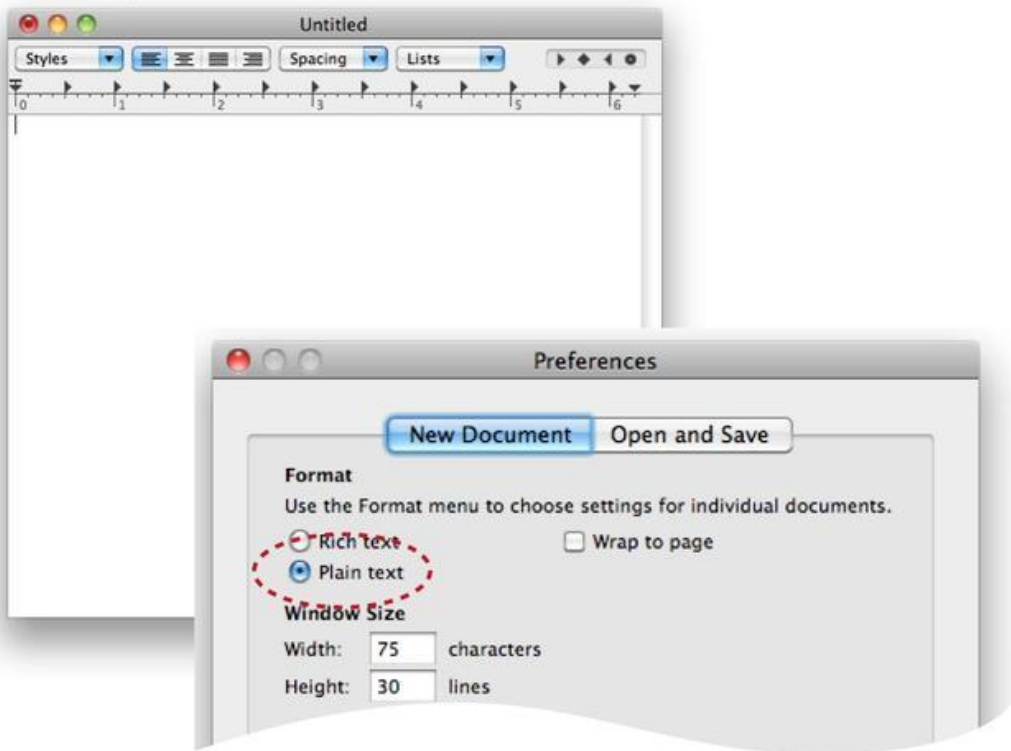 Untitled
Styles Spacing Lists
0 1 2 3 4 5 6
Preferences
New Document Open and Save
Format
Use the Format menu to choose settings for individual documents.
Rich text Wrap to page
Plain text
Window Size
Width: 75 characters
Height: 30 lines